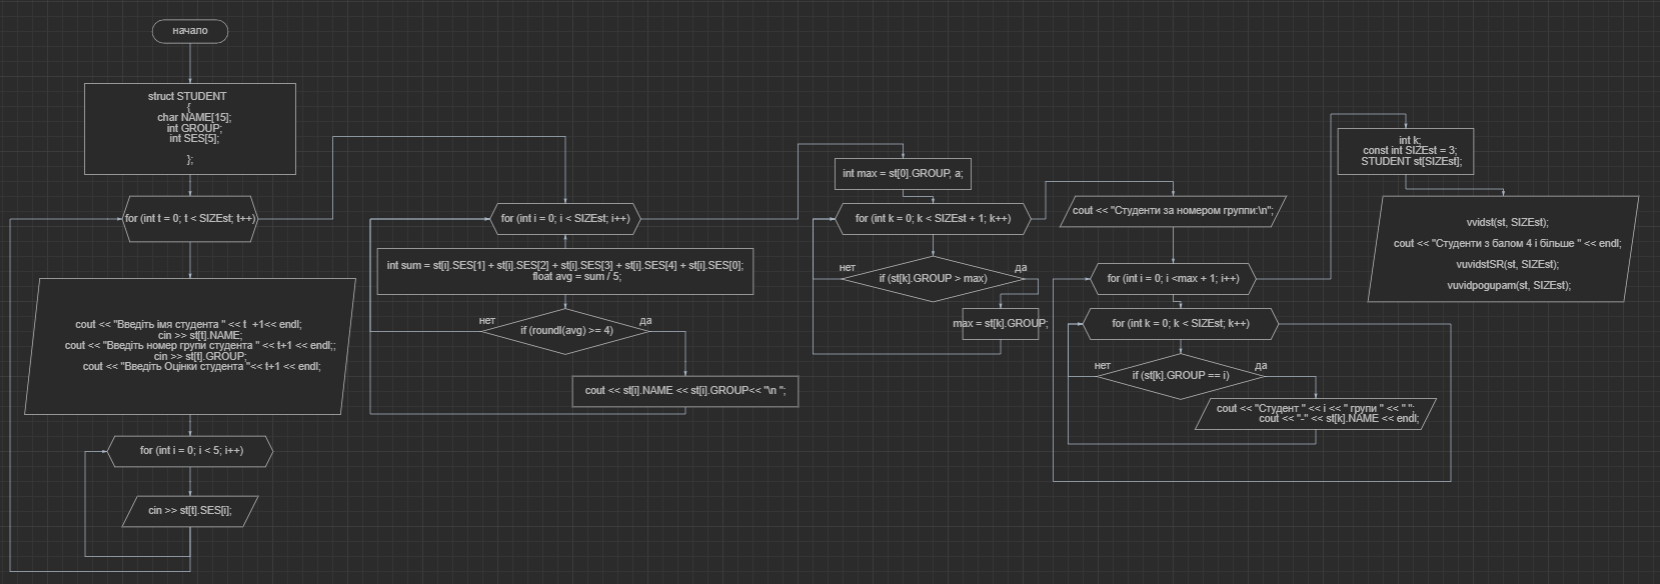 начало
struct STUDENT
{
char NAME[15];
int GROUP;
int SES[5];
};
for (int t = 0; t < SIZEst; t++)
cout << "Введіть імя студента " << t  +1<< endl;
cin >> st[t].NAME;
cout << "Введіть номер групи студента " << t+1 << endl;;
cin >> st[t].GROUP;
cout << "Введіть Оцінки студента "<< t+1 << endl;
for (int i = 0; i < 5; i++)
cin >> st[t].SES[i];
for (int i = 0; i < SIZEst; i++)
int sum = st[i].SES[1] + st[i].SES[2] + st[i].SES[3] + st[i].SES[4] + st[i].SES[0];
float avg = sum / 5;
нет
да
if (roundl(avg) >= 4)
cout << st[i].NAME << st[i].GROUP<< "\n ";
int max = st[0].GROUP, a;
for (int k = 0; k < SIZEst + 1; k++)
нет
да
if (st[k].GROUP > max)
max = st[k].GROUP;
cout << "Студенти за номером группи:\n";
for (int i = 0; i <max + 1; i++)
for (int k = 0; k < SIZEst; k++)
нет
да
if (st[k].GROUP == i)
cout << "Студент " << i << " групи " << " ";
cout << "-" << st[k].NAME << endl;
int k;
const int SIZEst = 3;
STUDENT st[SIZEst];
vvidst(st, SIZEst);
cout << "Студенти з балом 4 і більше " << endl;
vuvidstSR(st, SIZEst);
vuvidpogupam(st, SIZEst);